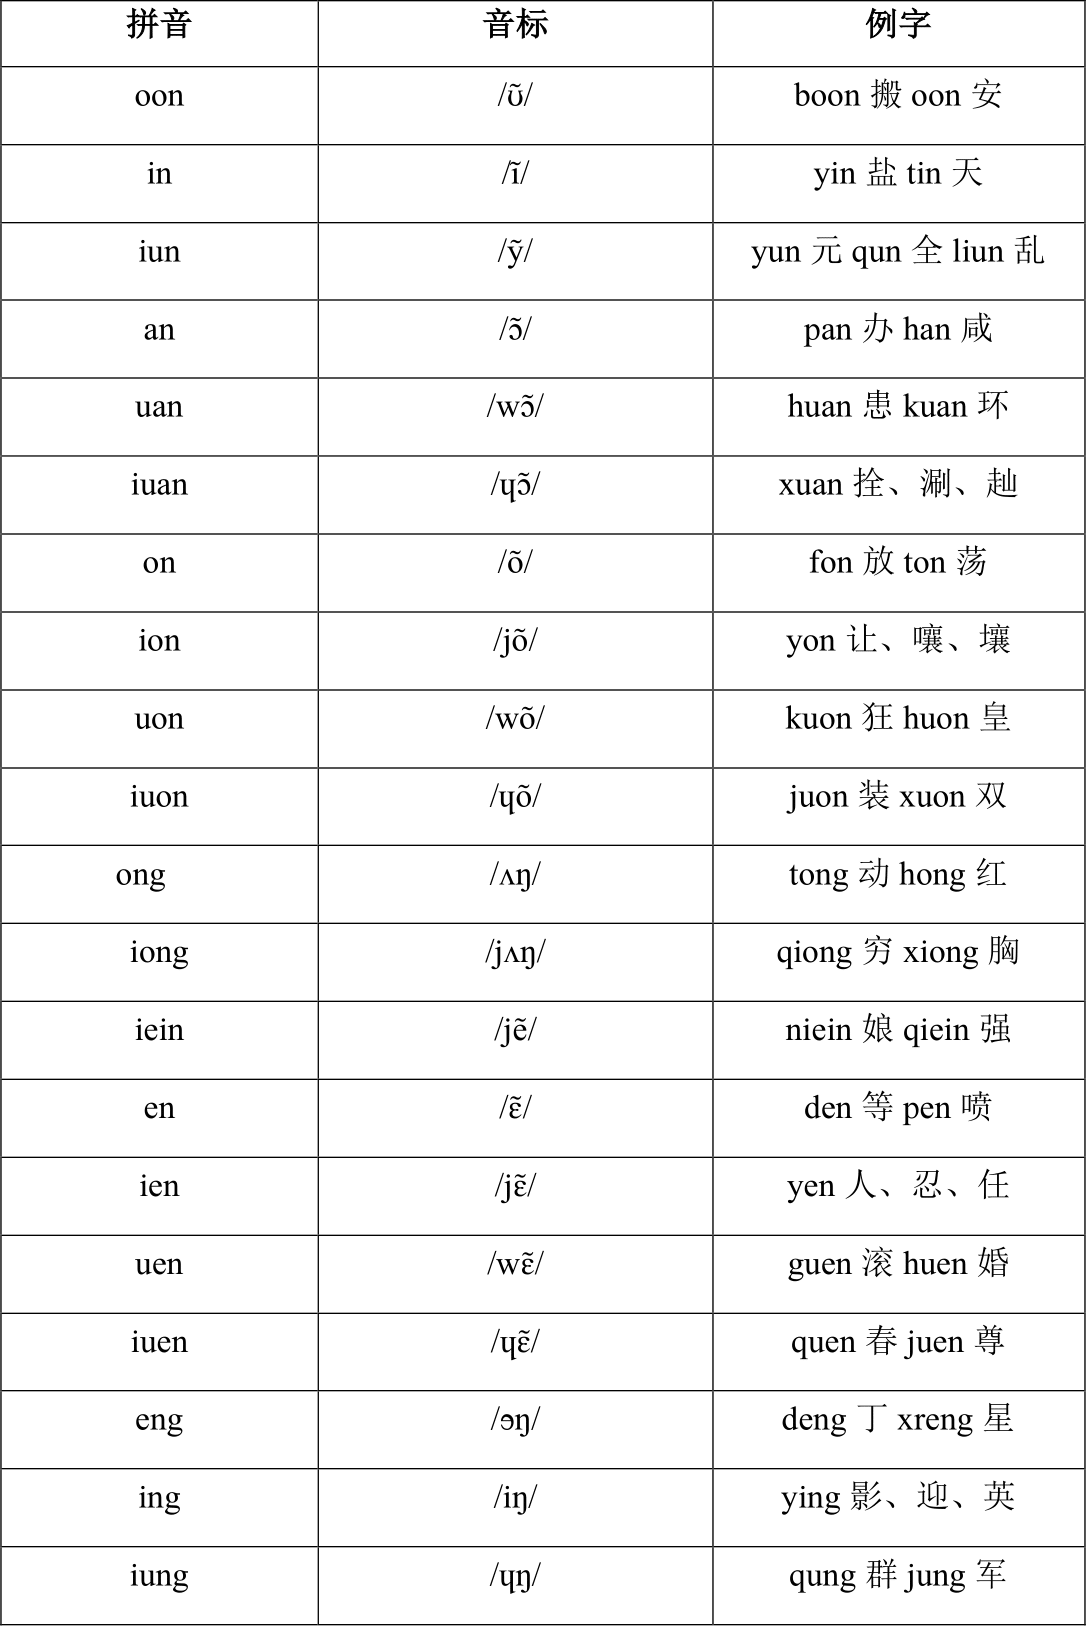 拼音 音标 例字
oon /ʊ̃/ boon 搬 oon 安
in /ĩ/ yin 盐 tin 天
iun /ỹ/ yun 元 qun 全 liun 乱
an /ɔ̃/ pan 办 han 咸
uan /wɔ̃/ huan 患 kuan 环
iuan /ɥɔ̃/ xuan 拴、涮、赸
on /õ/ fon 放 ton 荡
ion /jõ/ yon 让、嚷、壤
uon /wõ/ kuon 狂 huon 皇
iuon /ɥõ/ juon 装 xuon 双
ong /ʌŋ/ tong 动 hong 红
iong /jʌŋ/ qiong 穷 xiong 胸
iein /jẽ/ niein 娘 qiein 强
en /ɛ̃/ den 等 pen 喷
ien /jɛ̃/ yen 人、忍、任
uen /wɛ̃/ guen 滚 huen 婚
iuen /ɥɛ̃/ quen 春 juen 尊
eng /ɘŋ/ deng 丁 xreng 星
ing /iŋ/ ying 影、迎、英
iung /ɥŋ/ qung 群 jung 军